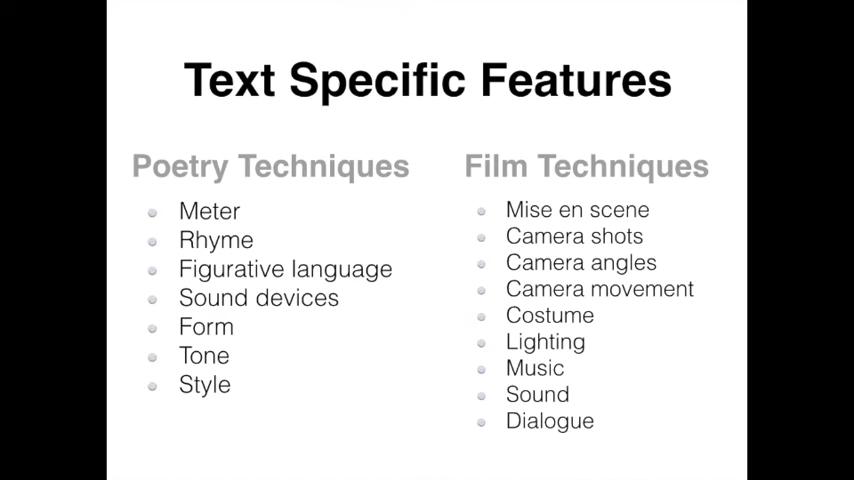 Text Specific Features
Poetry Techniques
Meter
Rhyme
Figurative language
Sound devices
Form
Tone
Style
Film Techniques
Mise en scene
Camera shots
Camera angles
Camera movement
Costume
Lighting
Music
Sound
Dialogue